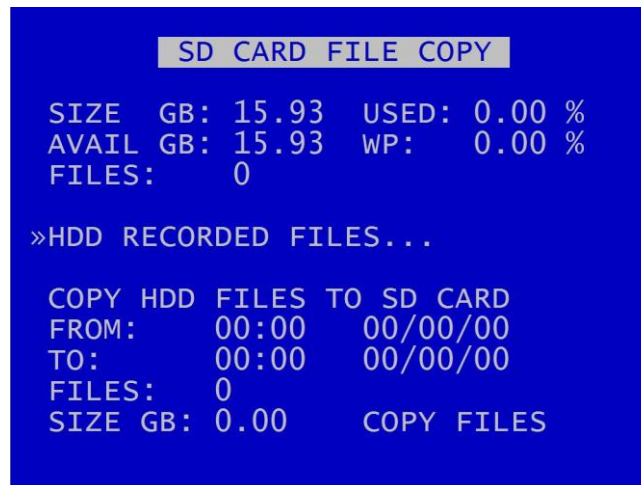 SD CARD FILE COPY
SIZE GB: 15.93 USED: 0.00 %
AVAIL GB: 15.93 WP: 0.00 %
FILES: 0
»HDD RECORDED FILES...
COPY HDD FILES TO SD CARD
FROM: 00:00 00/00/00
TO: 00:00 00/00/00
FILES: 0
SIZE GB: 0.00 COPY FILES